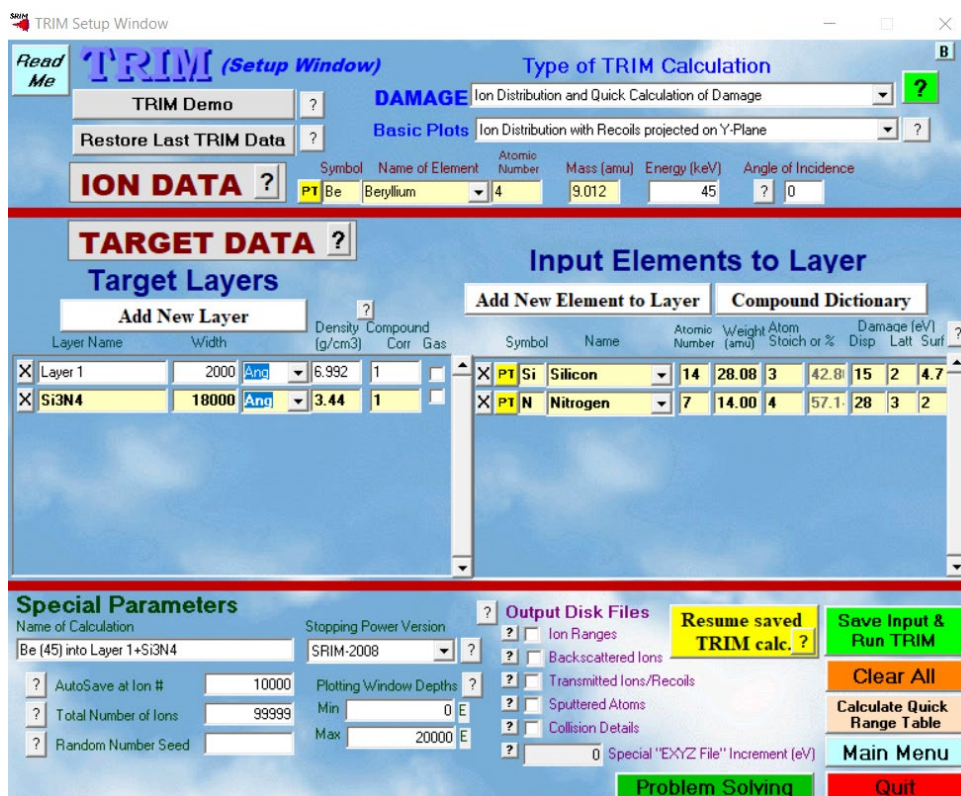 SRIM
TRIM Setup Window
Read Me
TRIM (Setup Window)
Type of TRIM Calculation
B
TRIM Demo ?
DAMAGE Ion Distribution and Quick Calculation of Damage ?
Restore Last TRIM Data ?
Basic Plots Ion Distribution with Recoils projected on Y-Plane ?
Symbol Name of Element Atomic Number Mass (amu) Energy (keV) Angle of Incidence
ION DATA ? PT Be Beryllium 4 9.012 45 ? 0
TARGET DATA ?
Target Layers
Input Elements to Layer
Add New Layer
Add New Element to Layer Compound Dictionary
Layer Name Width Density (g/cm3) ? Compound Corr Gas
Symbol Name Atomic Number Weight (amu) Atom Stoich or % Damage (eV) Disp Latt Surf ?
X Layer 1 2000 Ang 6.992 1
X Si3N4 18000 Ang 3.44 1
X PT Si Silicon 14 28.08 3 42.8 15 2 4.7
X PT N Nitrogen 7 14.00 4 57.1 28 3 2
Special Parameters
Name of Calculation
Be (45) into Layer 1+Si3N4
Stopping Power Version
SRIM-2008 ?
? AutoSave at Ion # 10000
? Total Number of Ions 99999
? Random Number Seed
Plotting Window Depths ?
Min 0 E
Max 20000 E
? Output Disk Files
? Ion Ranges
? Backscattered Ions
? Transmitted Ions/Recoils
? Sputtered Atoms
? Collision Details
? 0 Special "EXYZ File" Increment (eV)
Resume saved
TRIM calc. ?
Save Input &
Run TRIM
Clear All
Calculate Quick
Range Table
Main Menu
Problem Solving
Quit